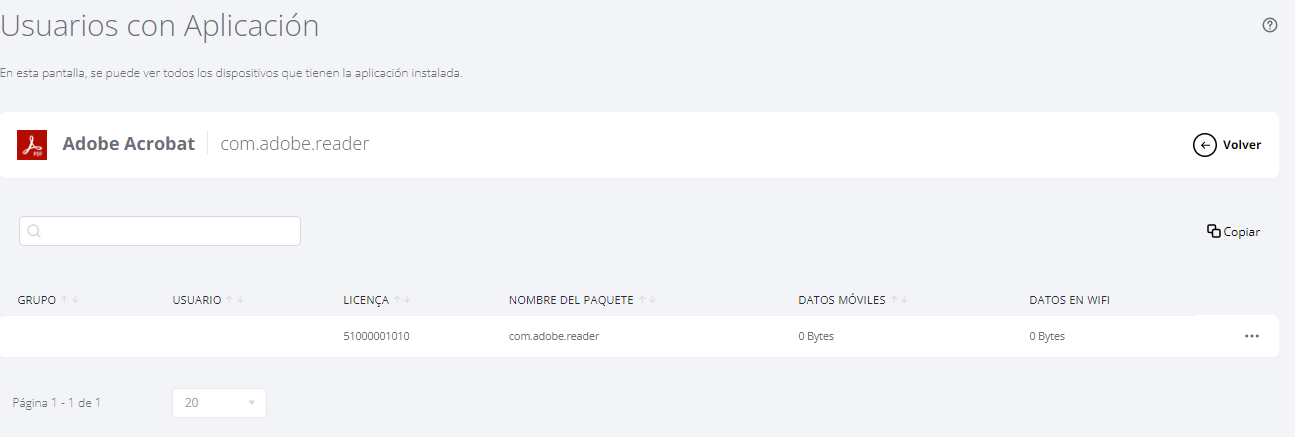 Usuarios con Aplicación
En esta pantalla, se puede ver todos los dispositivos que tienen la aplicación instalada.
PDF
Adobe Acrobat com.adobe.reader
Volver
Copiar
GRUPO USUARIO LICENÇA NOMBRE DEL PAQUETE DATOS MÓVILES DATOS EN WIFI
51000001010 com.adobe.reader 0 Bytes 0 Bytes
Página 1 - 1 de 1 20